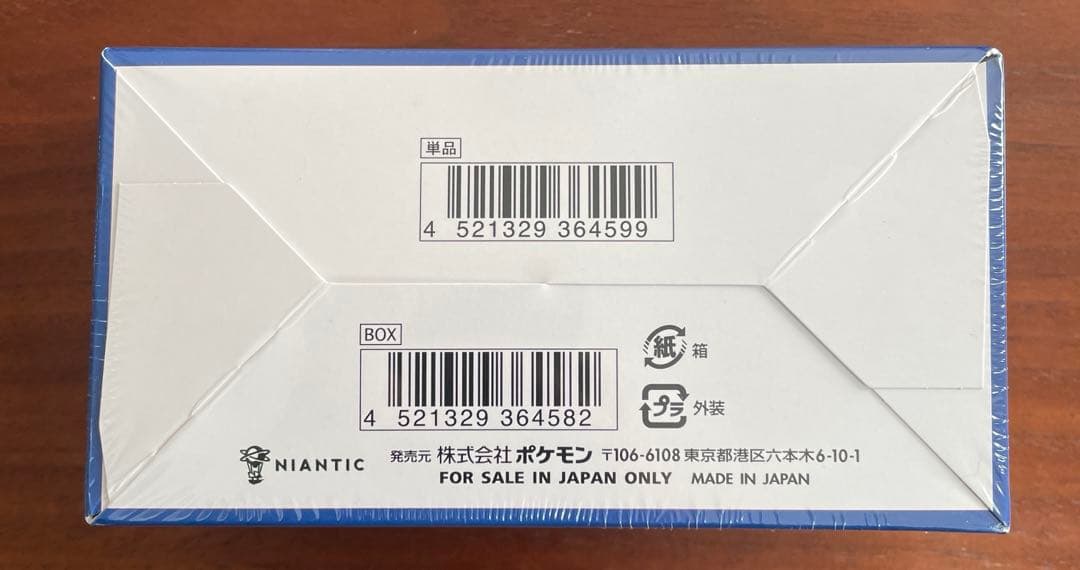 単品
4 521329 364599
BOX
4 521329 364582
紙 箱
プラ 外装
NIANTIC
発売元 株式会社 ポケモン 〒106-6108 東京都港区六本木6-10-1
FOR SALE IN JAPAN ONLY MADE IN JAPAN